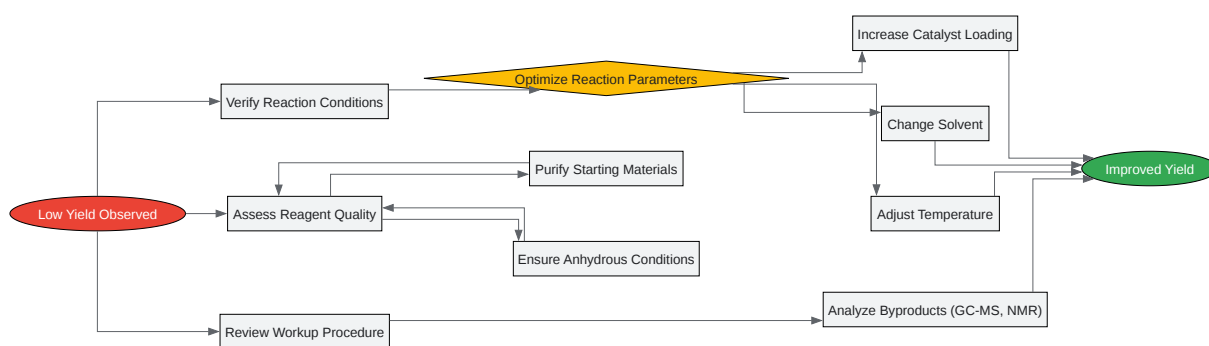 Increase Catalyst Loading
Optimize Reaction Parameters
Verify Reaction Conditions
Change Solvent
Purify Starting Materials
Improved Yield
Low Yield Observed
Assess Reagent Quality
Adjust Temperature
Ensure Anhydrous Conditions
Analyze Byproducts (GC-MS, NMR)
Review Workup Procedure